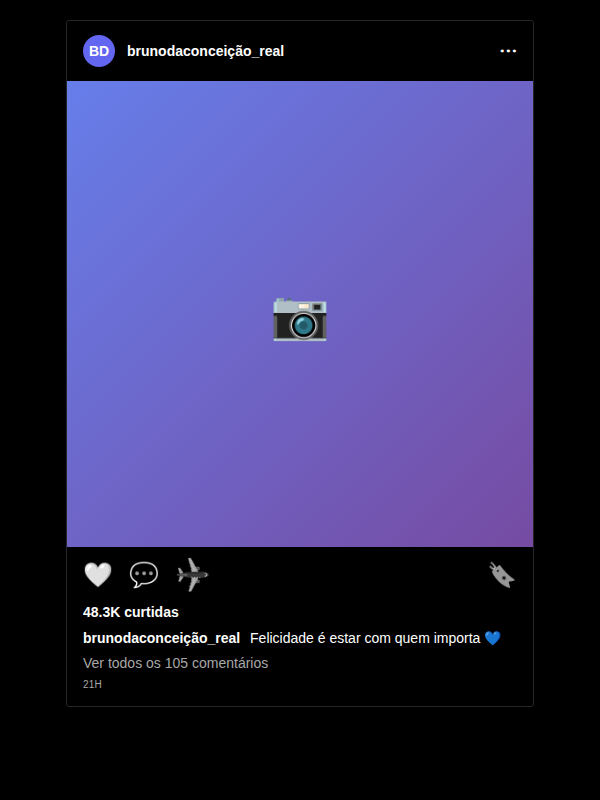 BD brunodaconceição_real
48.3K curtidas
brunodaconceição_real Felicidade é estar com quem importa 💙
Ver todos os 105 comentários
21H